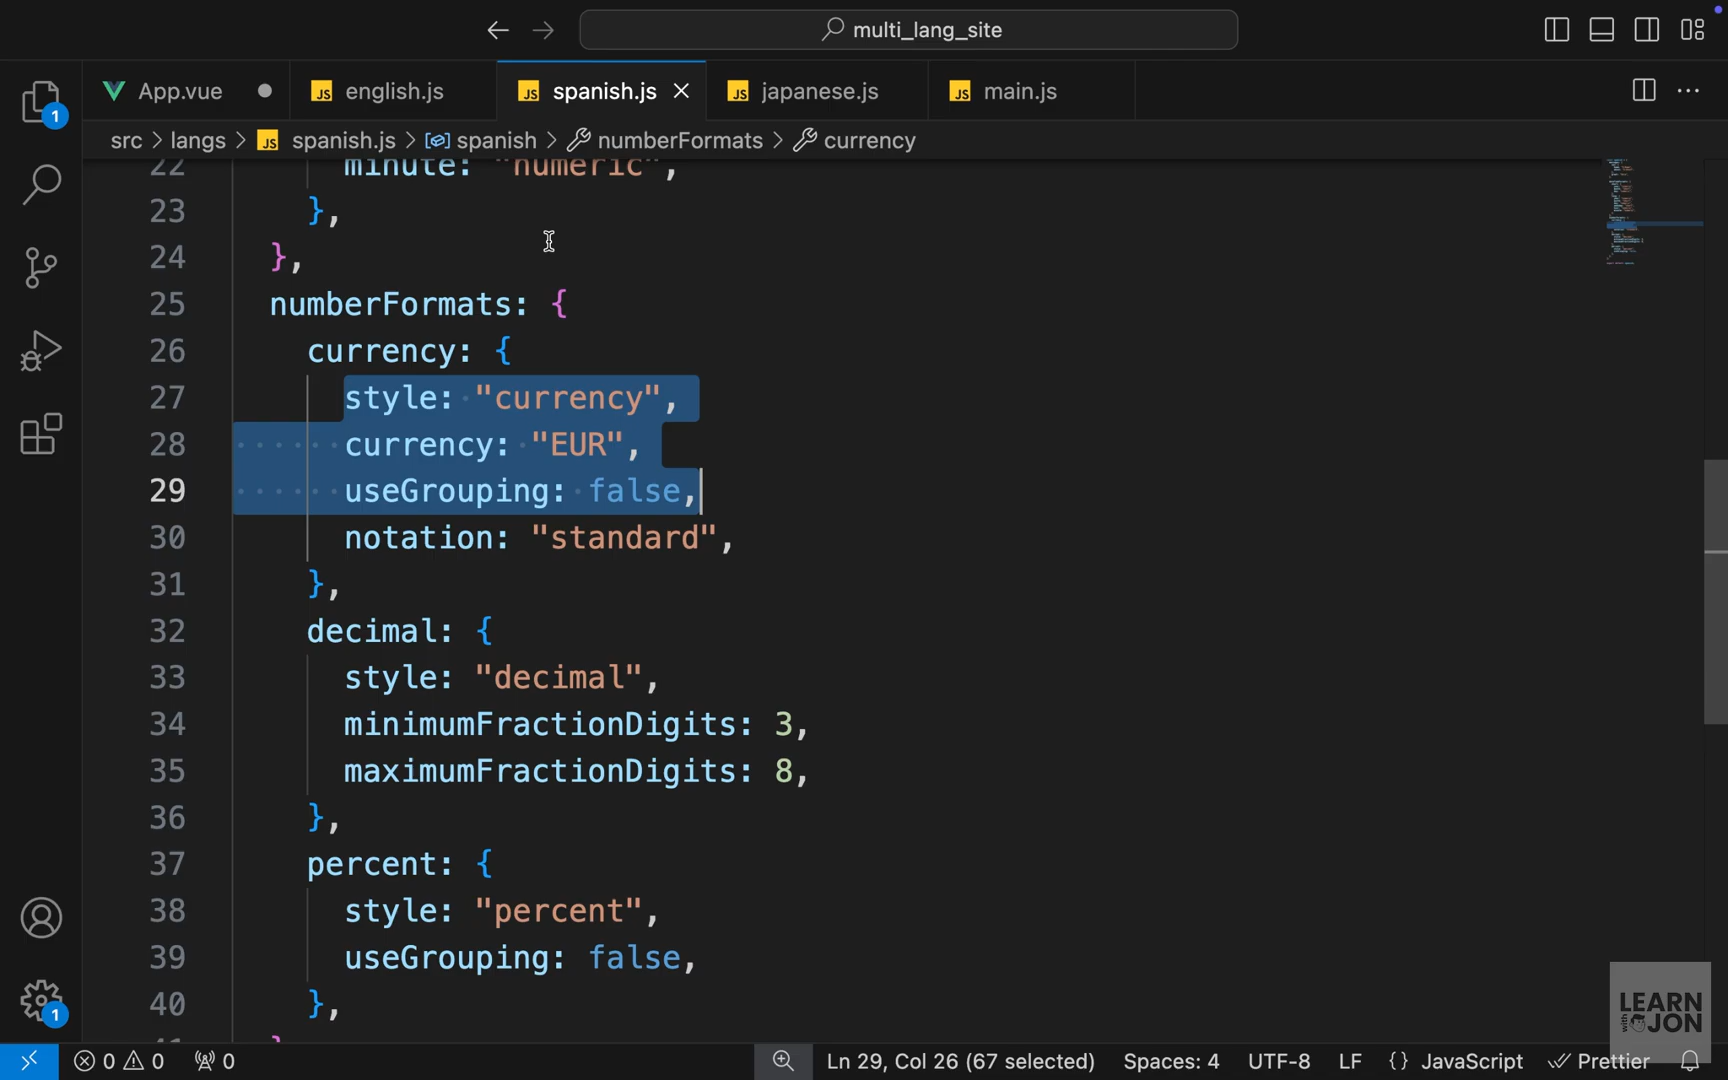 multi_lang_site
App.vue
english.js
spanish.js
japanese.js
main.js
src > langs > JS spanish.js > spanish > numberFormats > currency
22 minute: "numeric",
23 },
24 },
25 numberFormats: {
26 currency: {
27 style: "currency",
28 currency: "EUR",
29 useGrouping: false,
30 notation: "standard",
31 },
32 decimal: {
33 style: "decimal",
34 minimumFractionDigits: 3,
35 maximumFractionDigits: 8,
36 },
37 percent: {
38 style: "percent",
39 useGrouping: false,
40 },
1
1
LEARN
with JON
0 0 0 Ln 29, Col 26 (67 selected) Spaces: 4 UTF-8 LF {} JavaScript Prettier